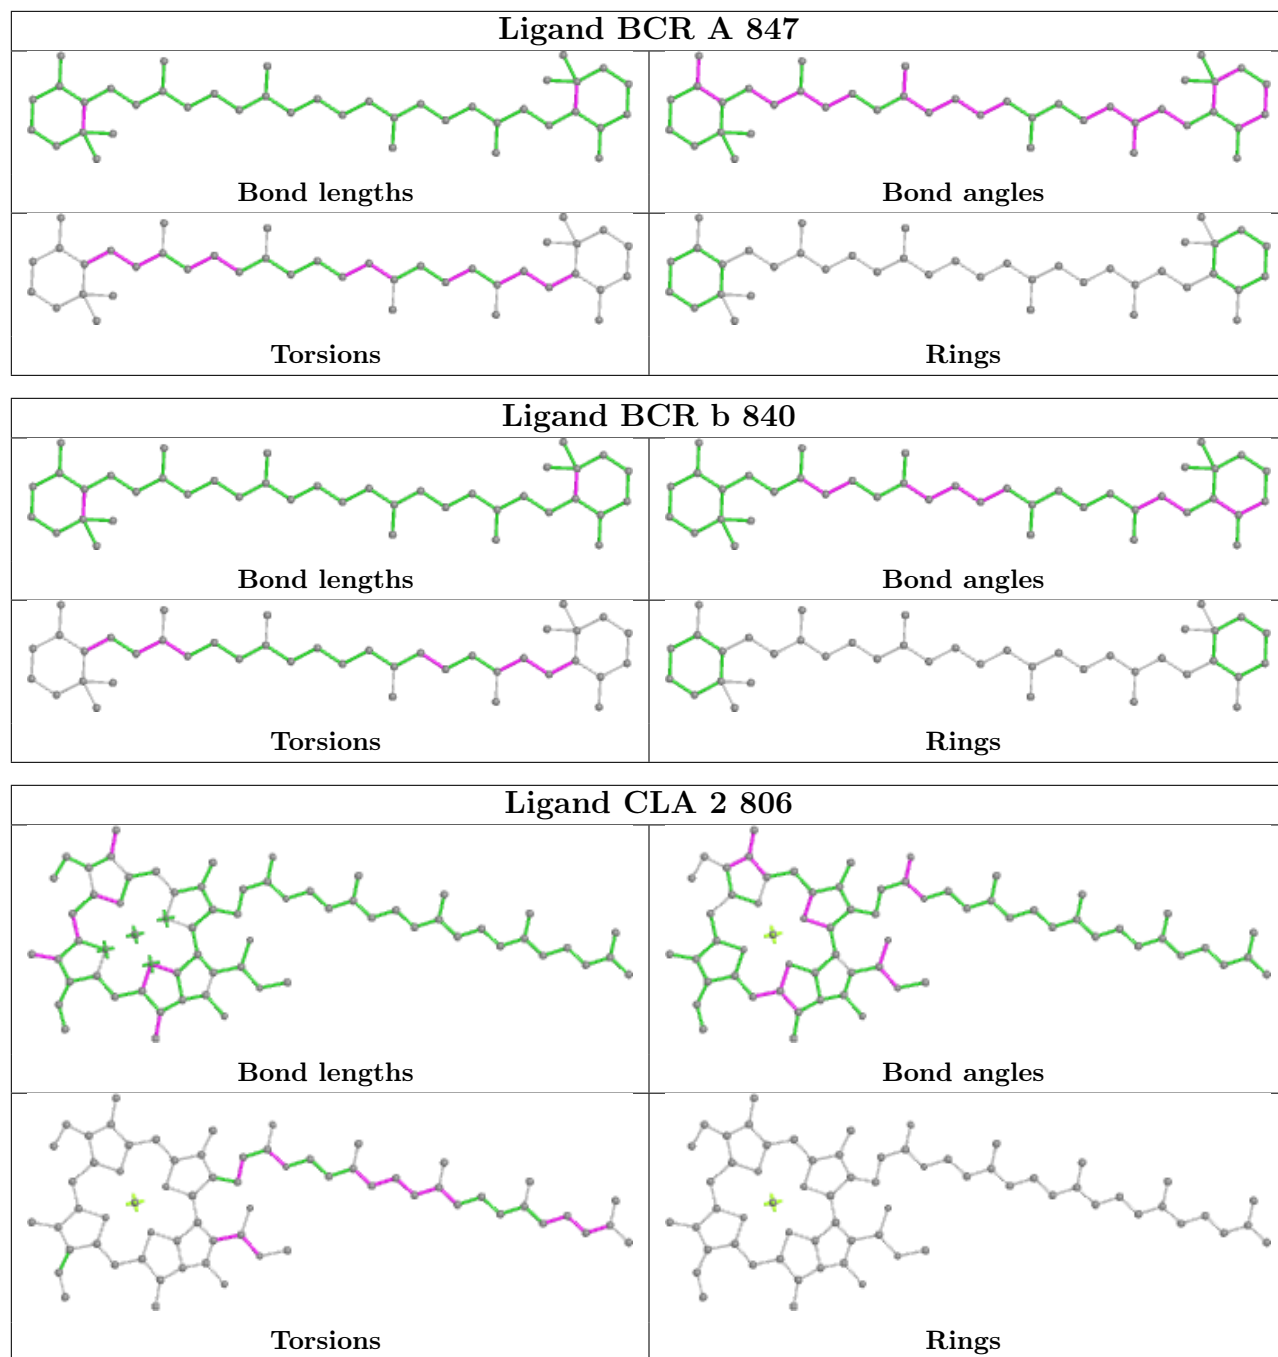 Ligand BCR A 847
Bond lengths
Bond angles
Torsions
Rings
Ligand BCR b 840
Bond lengths
Bond angles
Torsions
Rings
Ligand CLA 2 806
Bond lengths
Bond angles
Torsions
Rings